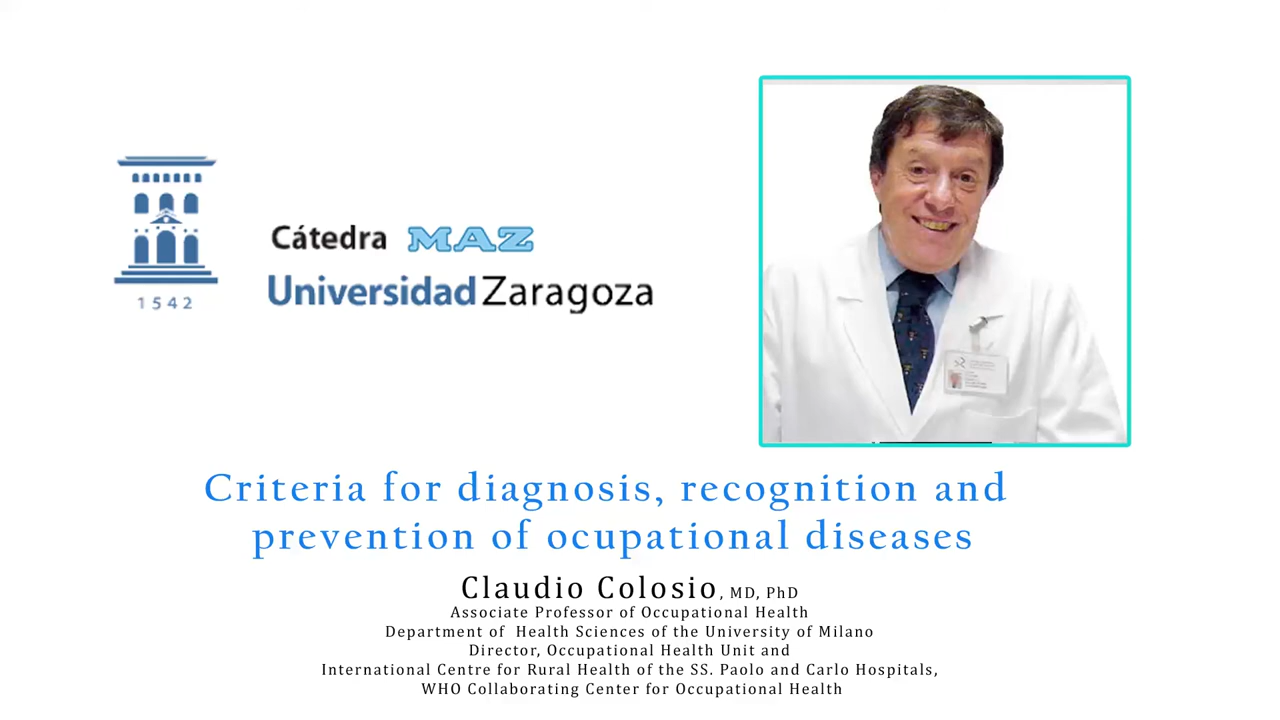 1542
Cátedra MAZ
Universidad Zaragoza
Criteria for diagnosis, recognition and
prevention of ocupational diseases
Claudio Colosio, MD, PhD
Associate Professor of Occupational Health
Department of Health Sciences of the University of Milano
Director, Occupational Health Unit and
International Centre for Rural Health of the SS. Paolo and Carlo Hospitals,
WHO Collaborating Center for Occupational Health